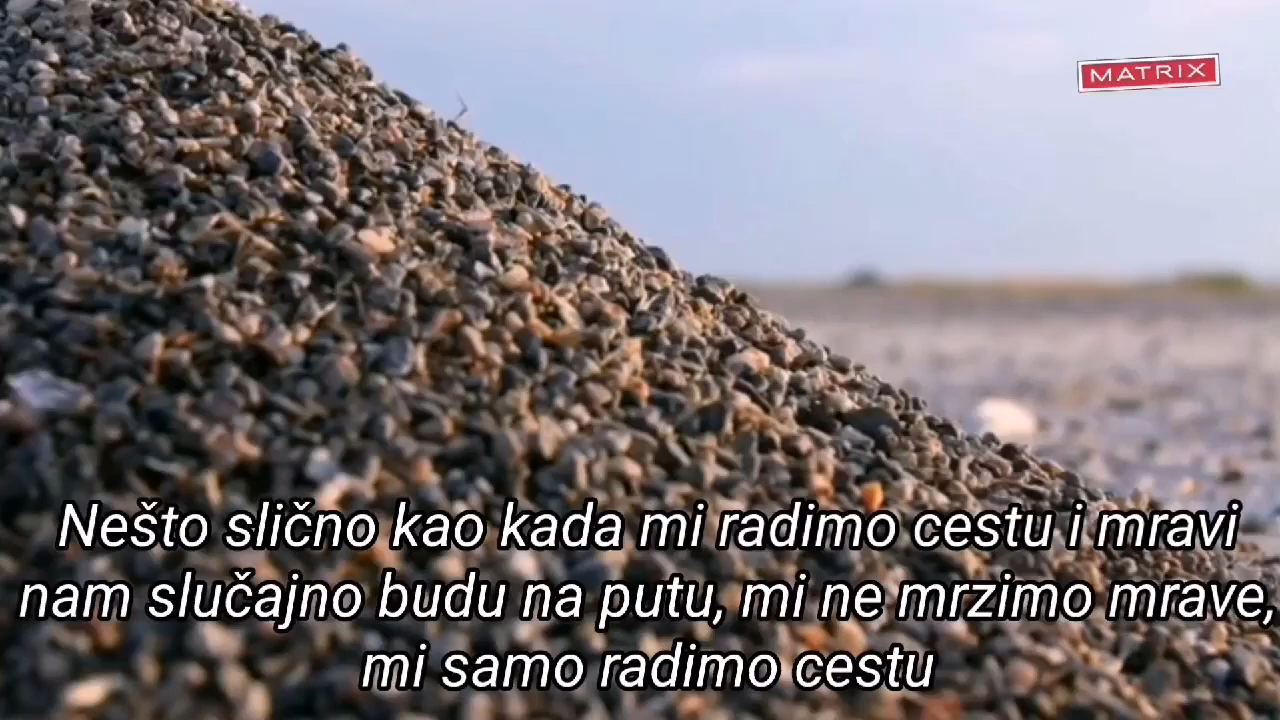 MATRIX
Nešto slično kao kada mi radimo cestu i mravi
nam slučajno budu na putu, mi ne mrzimo mrave,
mi samo radimo cestu